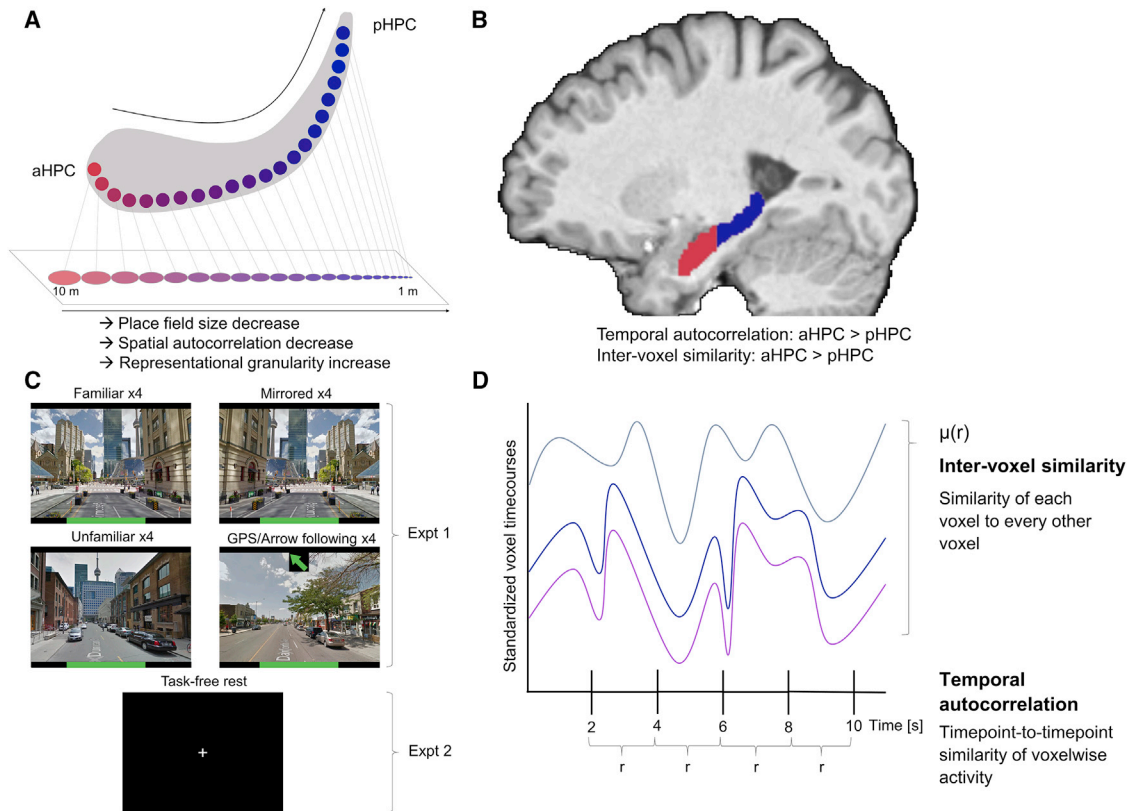 A
pHPC
aHPC
10 m
1 m
→ Place field size decrease
→ Spatial autocorrelation decrease
→ Representational granularity increase
B
Temporal autocorrelation: aHPC > pHPC
Inter-voxel similarity: aHPC > pHPC
C
Familiar x4
Mirrored x4
Unfamiliar x4
GPS/Arrow following x4
Expt 1
Task-free rest
Expt 2
D
Standardized voxel timecourses
μ(r)
Inter-voxel similarity
Similarity of each
voxel to every other
voxel
2 4 6 8 10 Time [s]
r r r r
Temporal
autocorrelation
Timepoint-to-timepoint
similarity of voxelwise
activity